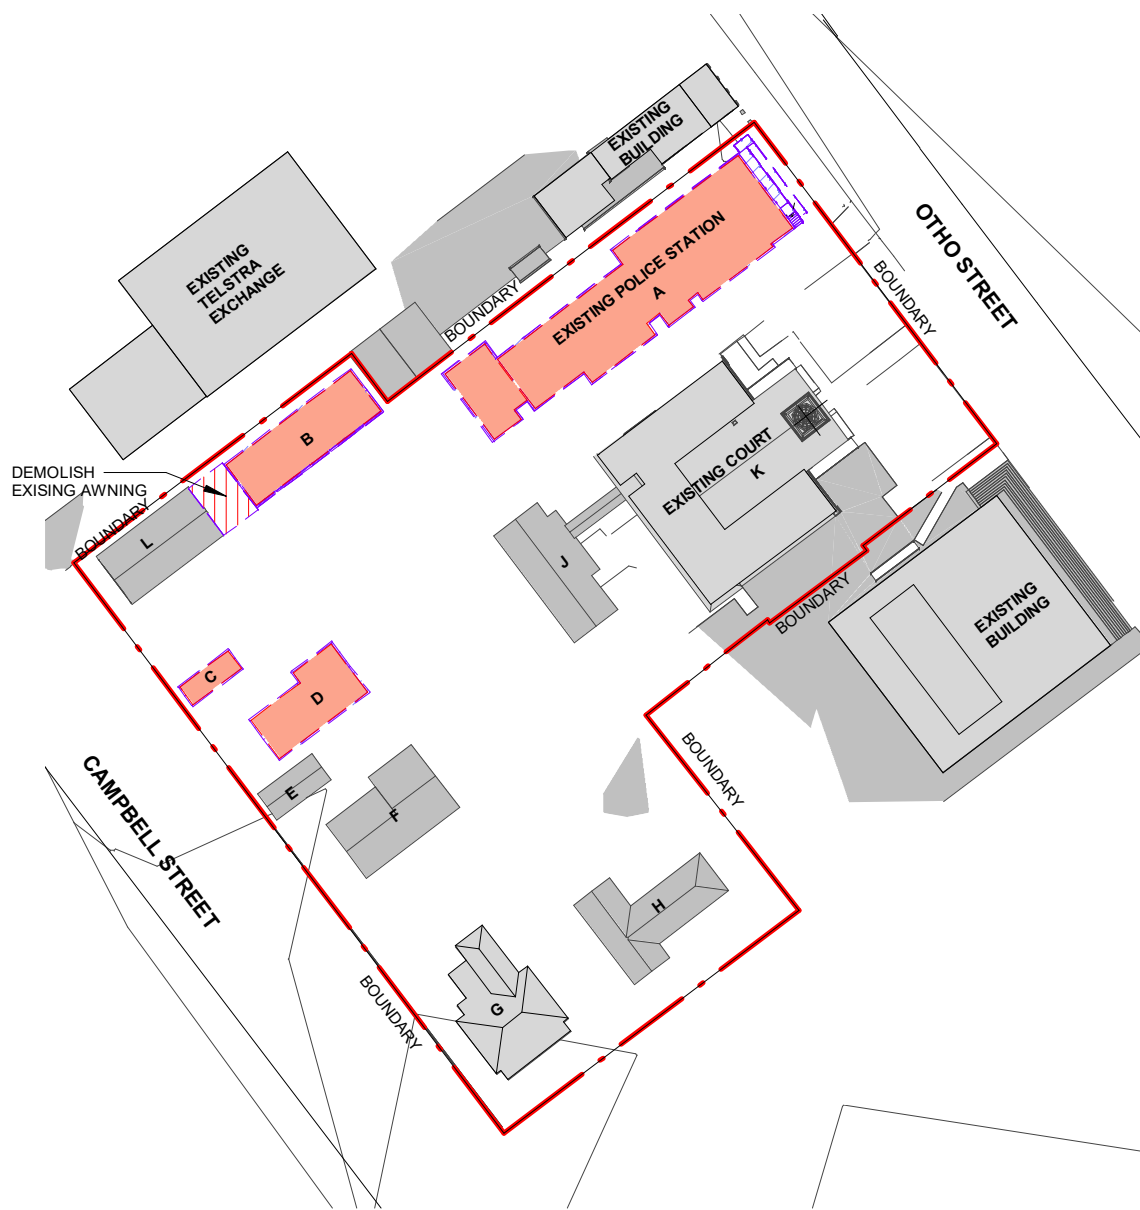 EXISTING
BUILDING
OTHO STREET
EXISTING
TELSTRA
EXCHANGE
BOUNDARY
EXISTING POLICE STATION
A
BOUNDARY
B
DEMOLISH
EXISING AWNING
EXISTING COURT
K
BOUNDARY
L
J
BOUNDARY
EXISTING
BUILDING
C
D
BOUNDARY
E
F
CAMPBELL STREET
H
G
BOUNDARY